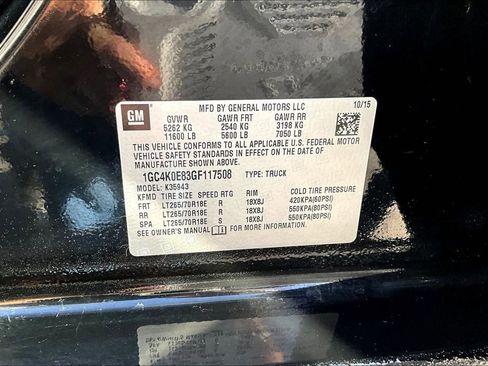 GM
MFD BY GENERAL MOTORS LLC 10/15
GVWR GAWR FRT GAWR RR
5262 KG 2540 KG 3198 KG
11600 LB 5600 LB 7050 LB
THIS VEHICLE CONFORMS TO ALL APPLICABLE U.S. FEDERAL MOTOR
VEHICLE SAFETY STANDARDS IN EFFECT ON THE DATE OF
MANUFACTURE SHOWN ABOVE.
1GC4K0E83GF117508 TYPE: TRUCK
MODEL: K35943
KFMD TIRE SIZE SPEED RTG RIM COLD TIRE PRESSURE
FRT LT265/70R18E R 18X8J 420KPA(60PSI)
RR LT265/70R18E R 18X8J 550KPA(80PSI)
SPA LT265/70R18E S 18X8J 550KPA(80PSI)
SEE OWNER'S MANUAL FOR MORE INFORMATION